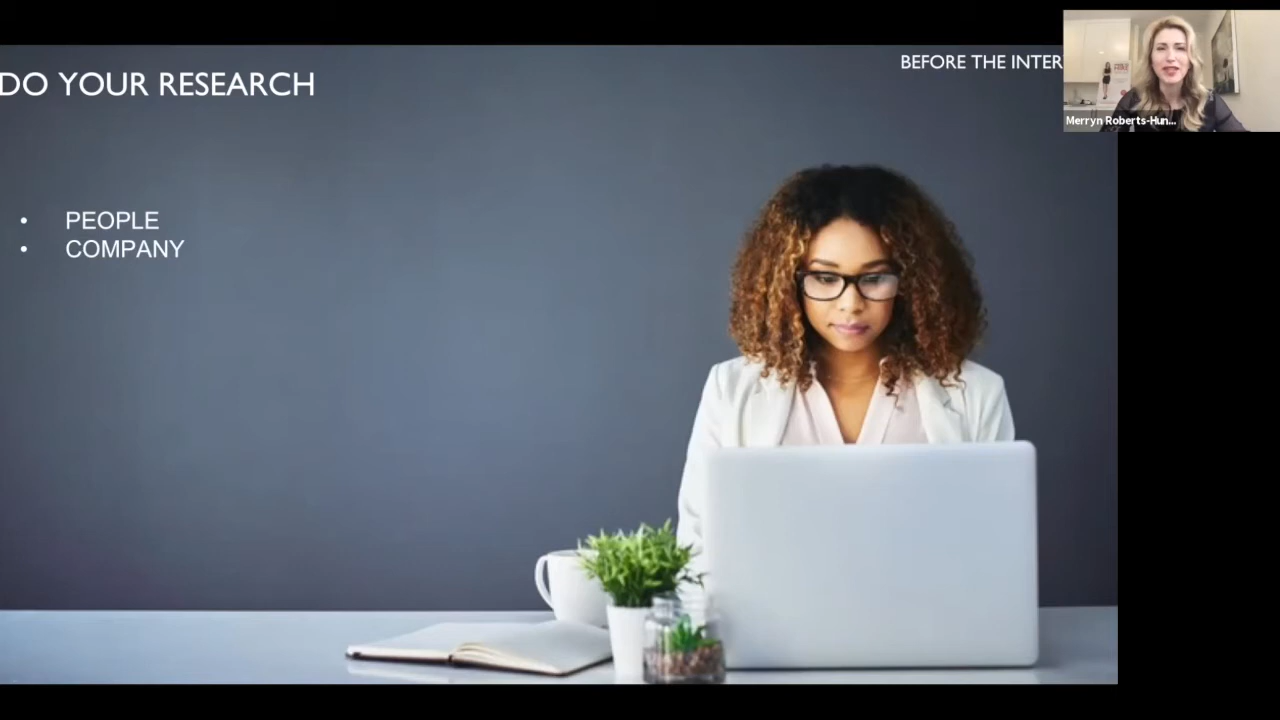 DO YOUR RESEARCH
BEFORE THE INTER
• PEOPLE
• COMPANY
Merryn Roberts-Hun...